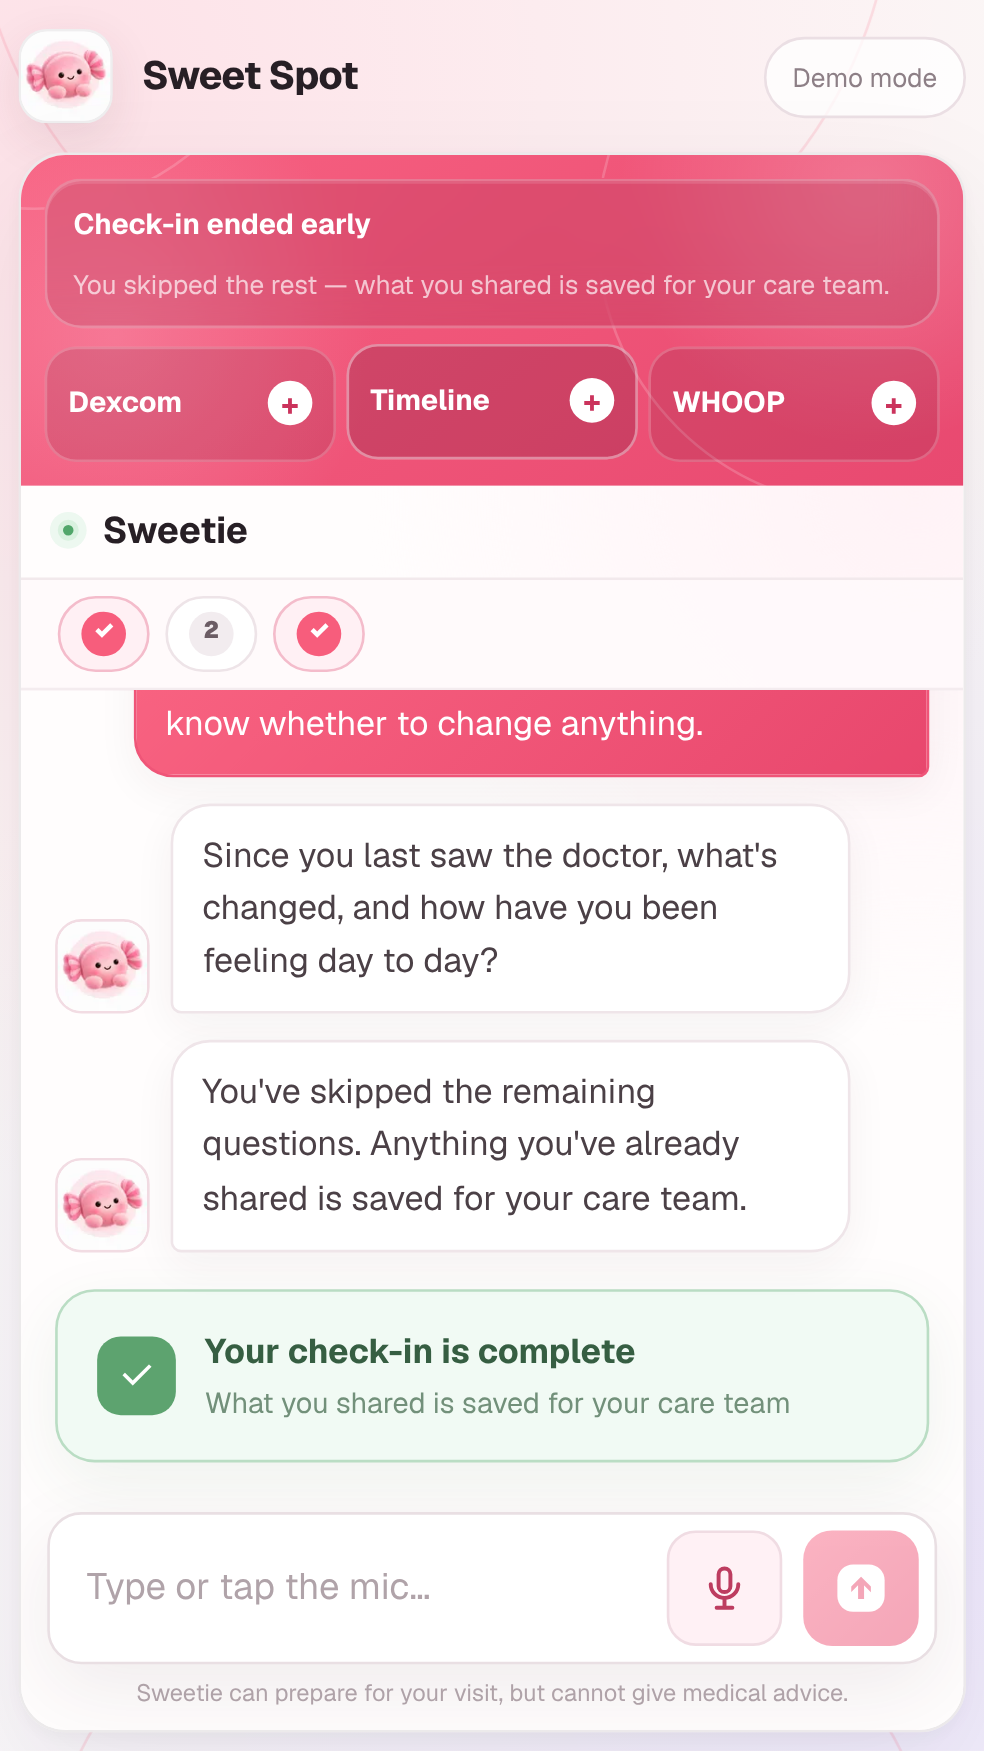 Sweet Spot
Demo mode
Check-in ended early
You skipped the rest — what you shared is saved for your care team.
Dexcom +
Timeline +
WHOOP +
Sweetie
2
know whether to change anything.
Since you last saw the doctor, what's
changed, and how have you been
feeling day to day?
You've skipped the remaining
questions. Anything you've already
shared is saved for your care team.
Your check-in is complete
What you shared is saved for your care team
Type or tap the mic...
Sweetie can prepare for your visit, but cannot give medical advice.